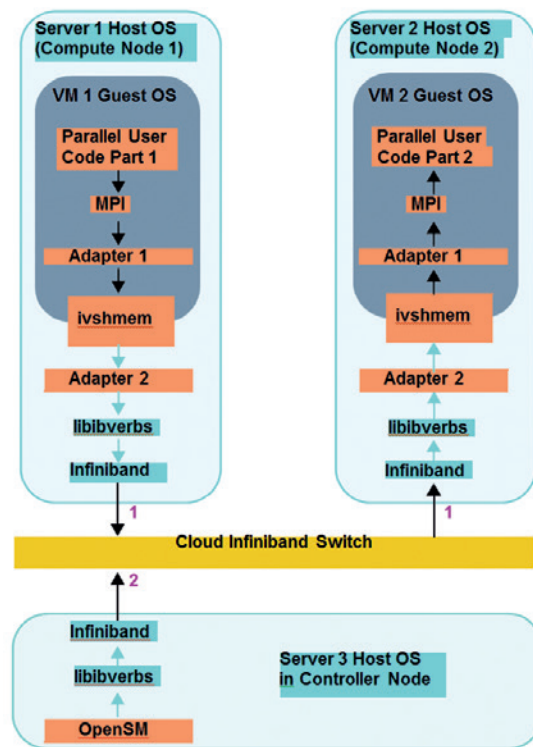 Server 1 Host OS
(Compute Node 1)
VM 1 Guest OS
Parallel User
Code Part 1
MPI
Adapter 1
ivshmem
Adapter 2
libibverbs
Infiniband
1
Server 2 Host OS
(Compute Node 2)
VM 2 Guest OS
Parallel User
Code Part 2
MPI
Adapter 1
ivshmem
Adapter 2
libibverbs
Infiniband
1
Cloud Infiniband Switch
2
Infiniband
libibverbs
OpenSM
Server 3 Host OS
in Controller Node